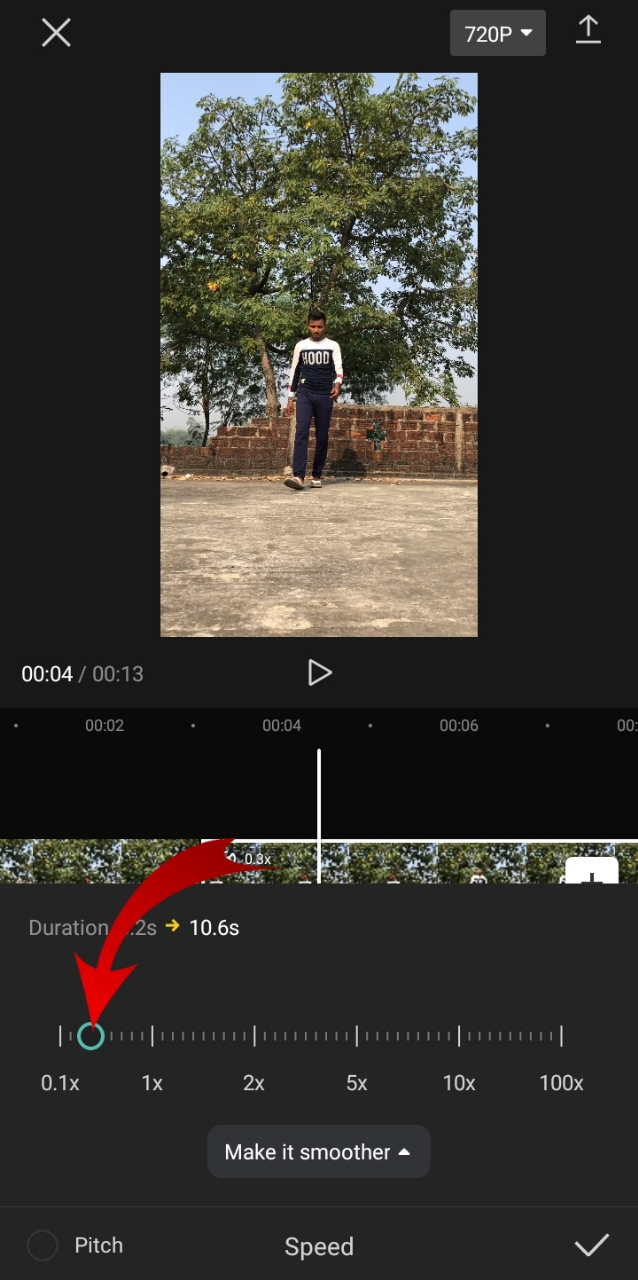 720P
HOOD
00:04 / 00:13
00:02
00:04
00:06
00:
0.3x
Duration 2s → 10.6s
0.1x 1x 2x 5x 10x 100x
Make it smoother
Pitch Speed